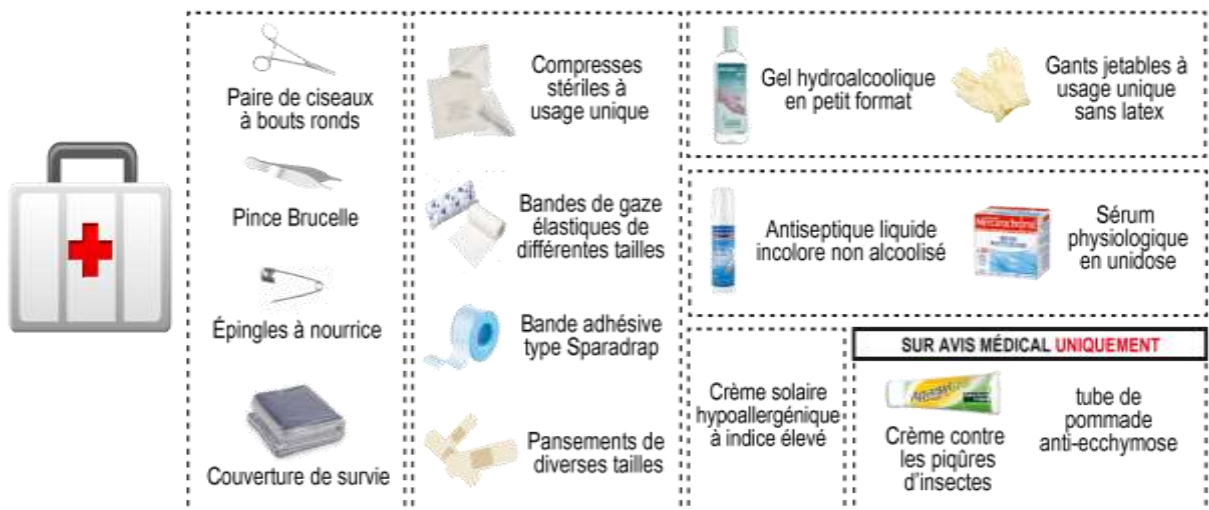 Paire de ciseaux
à bouts ronds
Pince Brucelle
Épingles à nourrice
Couverture de survie
Compresses
stériles à
usage unique
Bandes de gaze
élastiques de
différentes tailles
Bande adhésive
type Sparadrap
Pansements de
diverses tailles
Gel hydroalcoolique
en petit format
Gants jetables à
usage unique
sans latex
Antiseptique liquide
incolore non alcoolisé
Sérum
physiologique
en unidose
Crème solaire
hypoallergénique
à indice élevé
SUR AVIS MÉDICAL UNIQUEMENT
Crème contre
les piqûres
d'insectes
tube de
pommade
anti-ecchymose